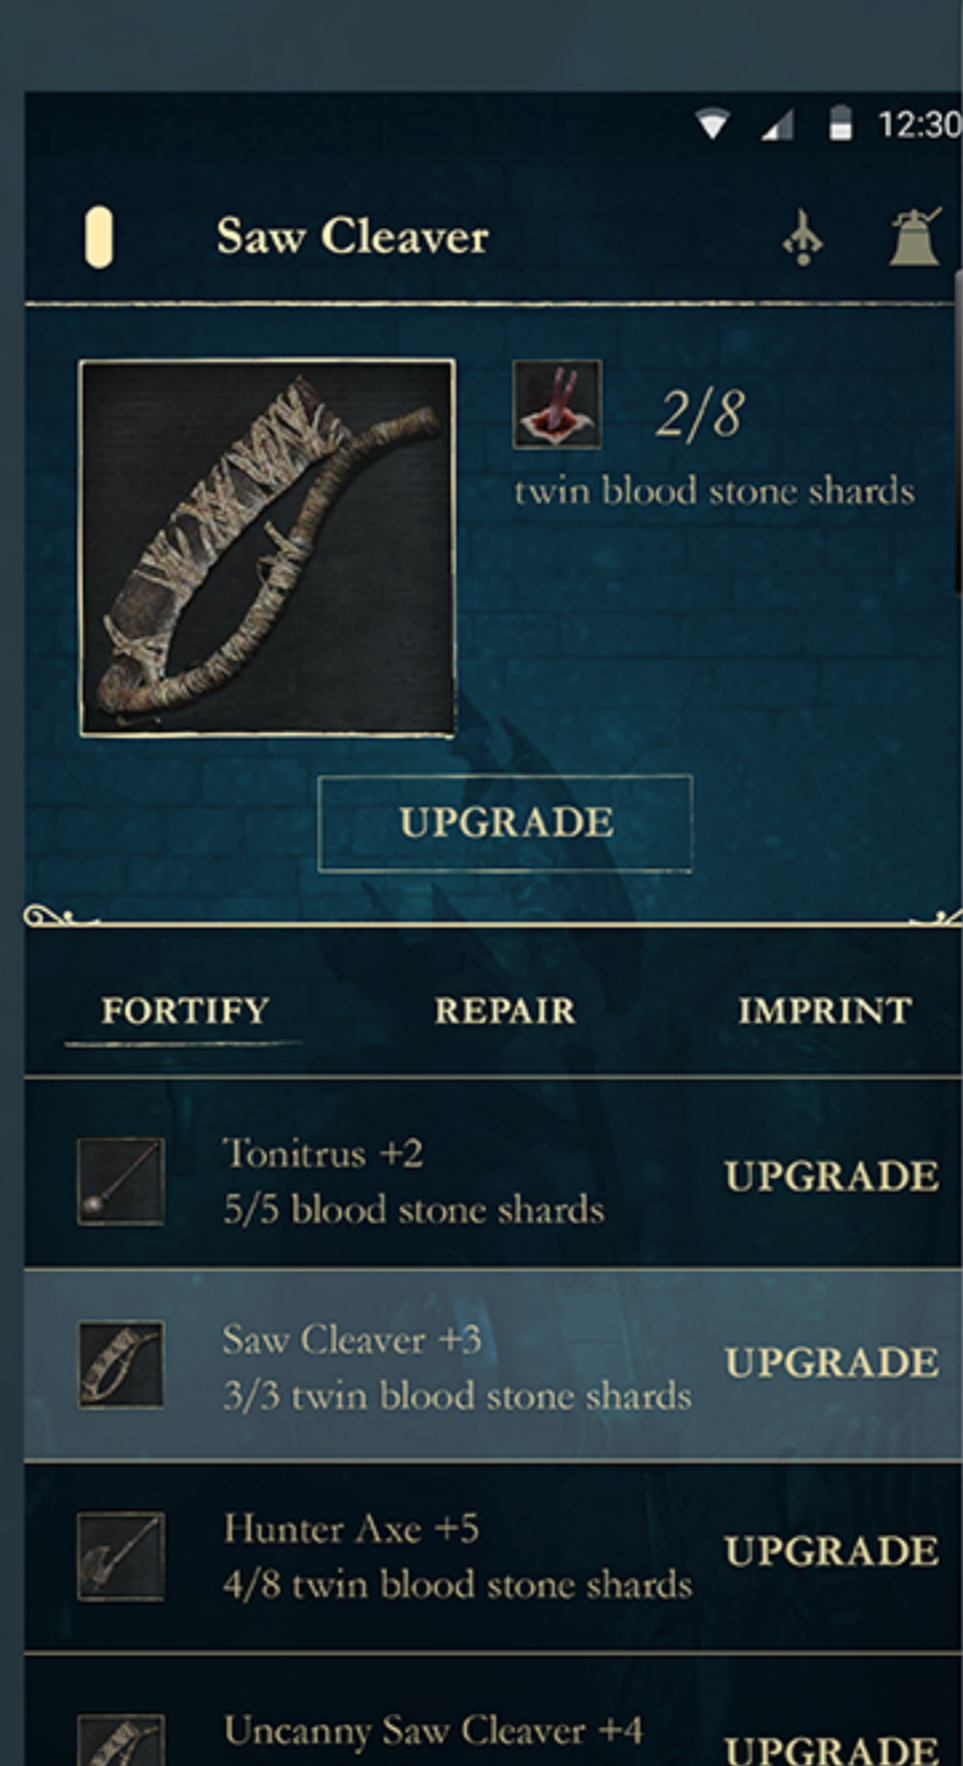 12:30
Saw Cleaver
2/8
twin blood stone shards
UPGRADE
FORTIFY REPAIR IMPRINT
Tonitrus +2
5/5 blood stone shards
UPGRADE
Saw Cleaver +3
3/3 twin blood stone shards
UPGRADE
Hunter Axe +5
4/8 twin blood stone shards
UPGRADE
Uncanny Saw Cleaver +4
UPGRADE